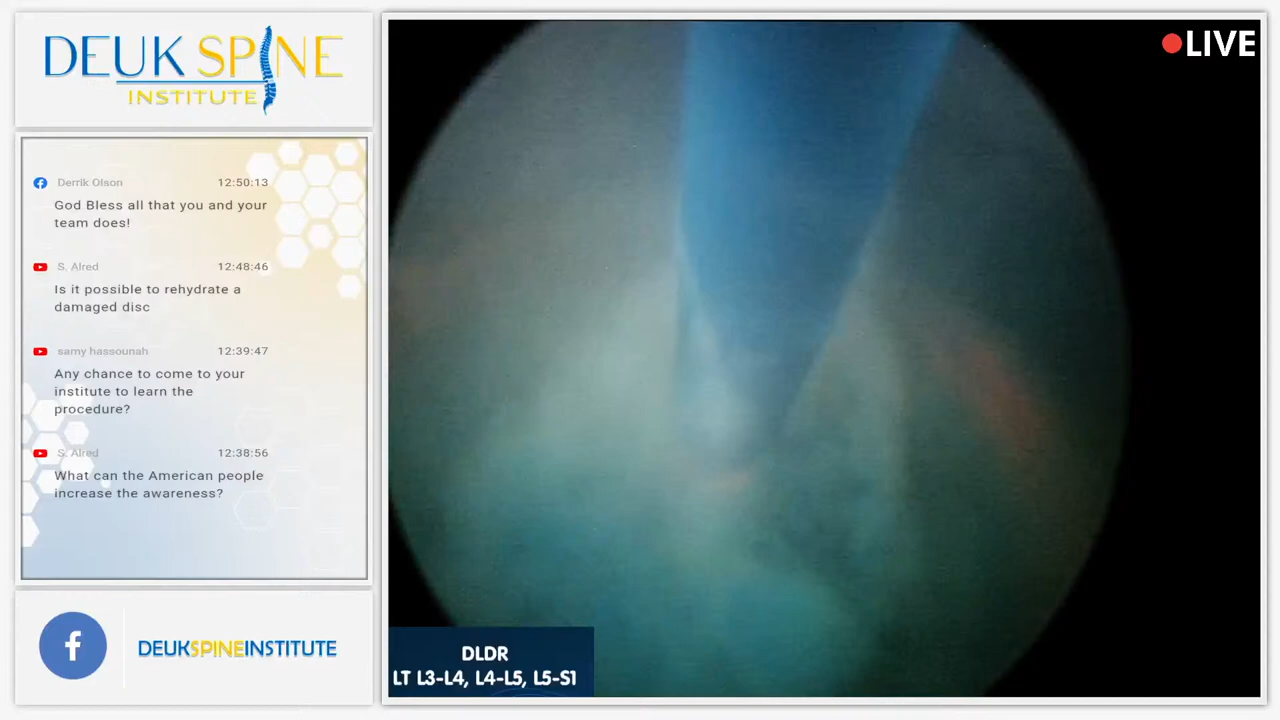 DEUK SPINE
INSTITUTE
Derrik Olson 12:50:13
God Bless all that you and your
team does!
S. Alred 12:48:46
Is it possible to rehydrate a
damaged disc
samy hassounah 12:39:47
Any chance to come to your
institute to learn the
procedure?
S. Alred 12:38:56
What can the American people
increase the awareness?
DEUKSPINEINSTITUTE
LIVE
DLDR
LT L3-L4, L4-L5, L5-S1